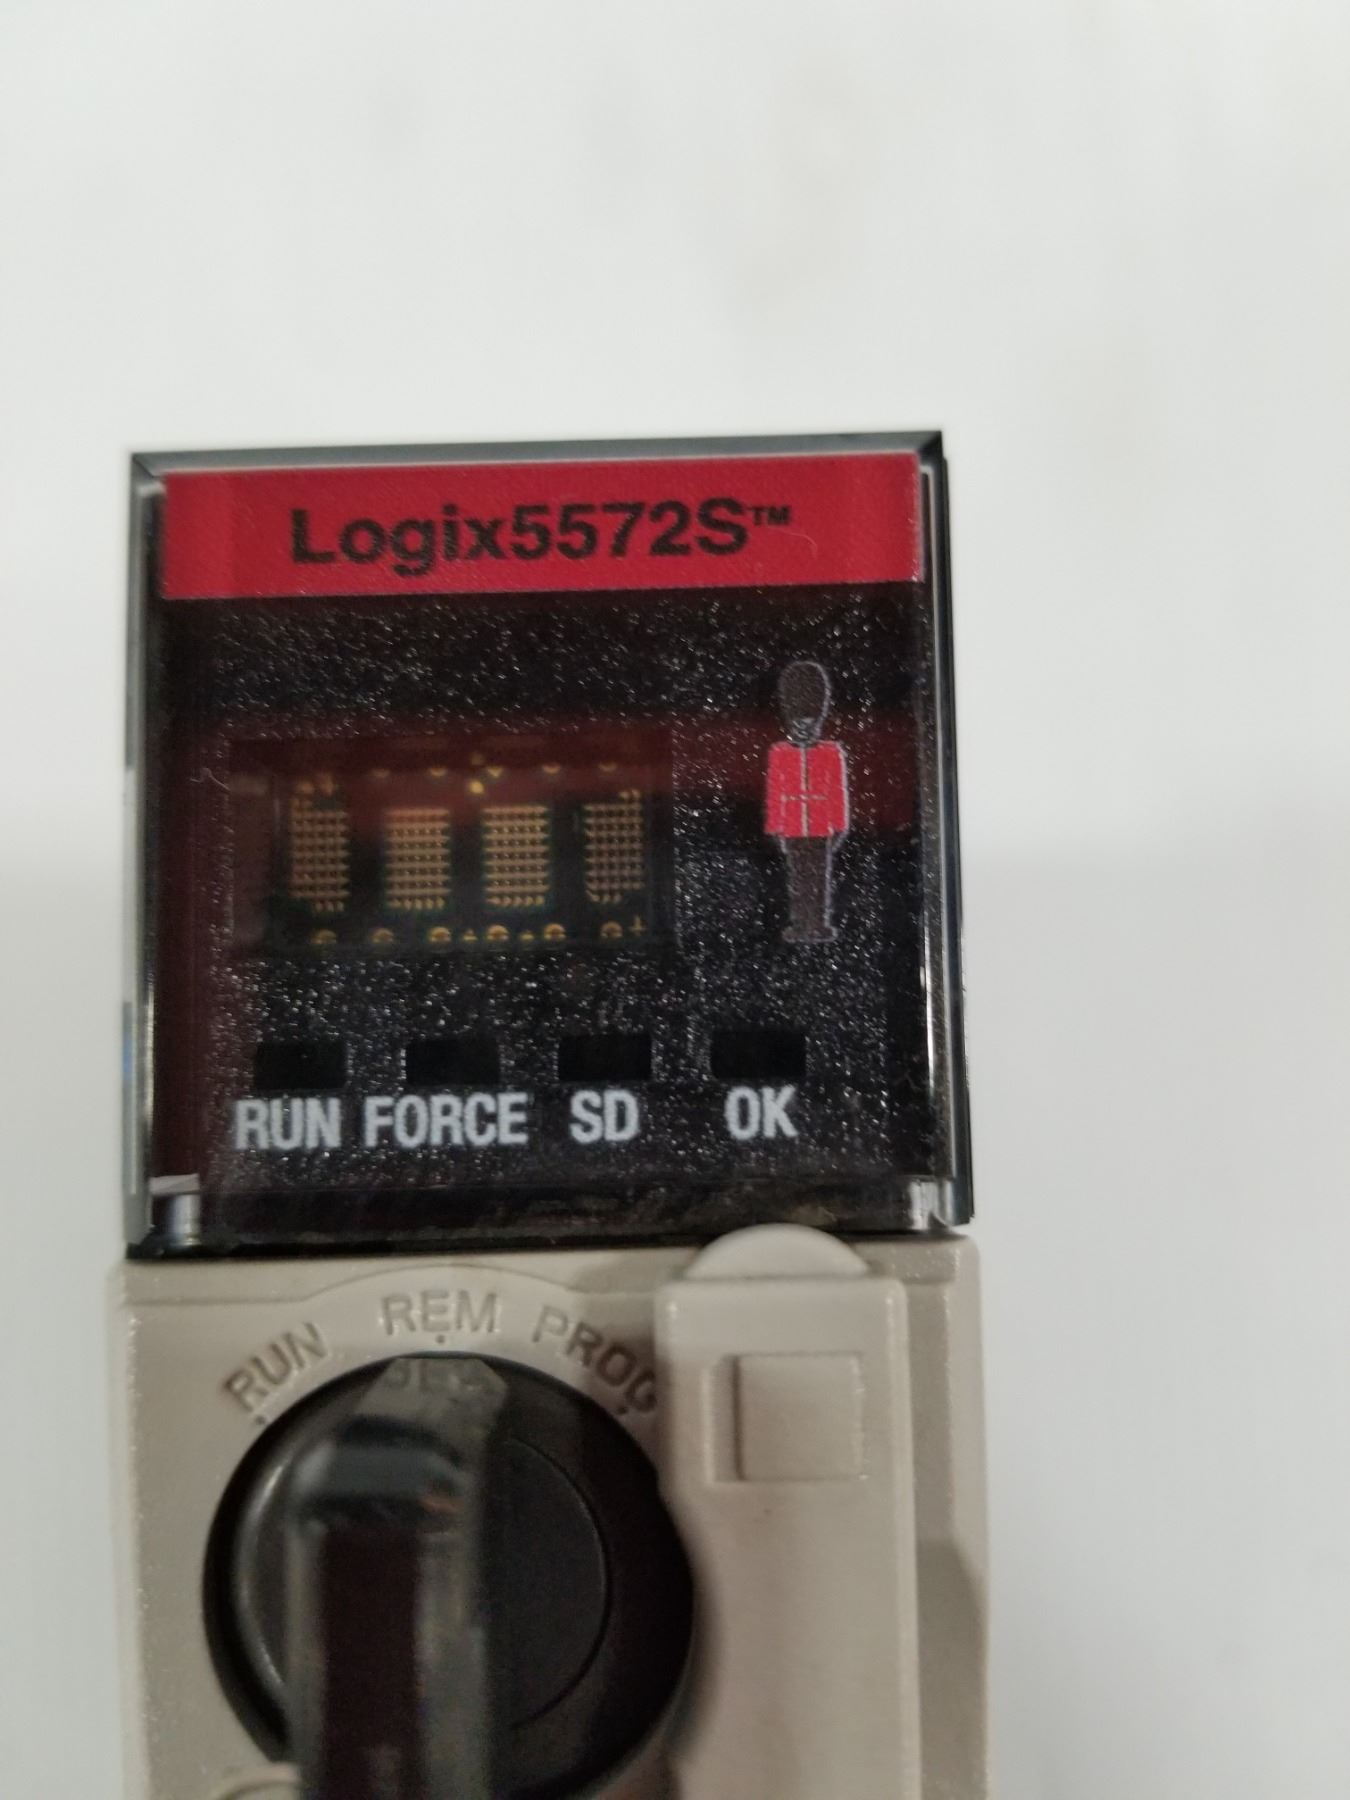 Logix5572S™
RUN FORCE SD OK
RUN REM PROG